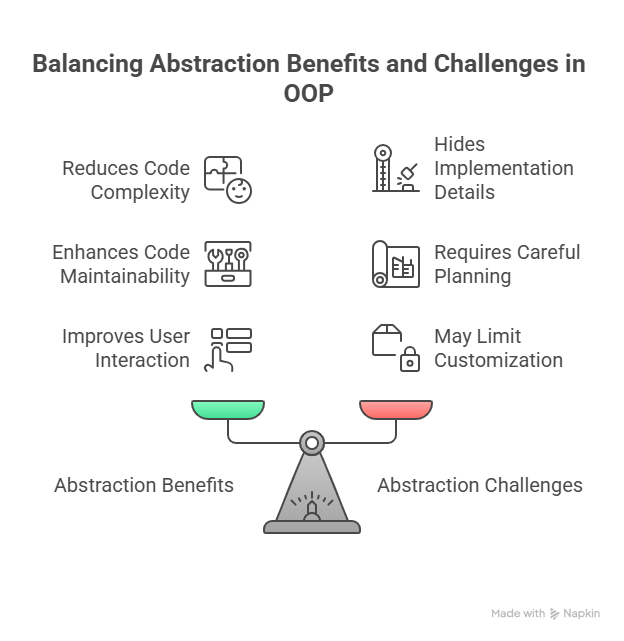 Balancing Abstraction Benefits and Challenges in
OOP
Reduces Code
Complexity
Hides
Implementation
Details
Enhances Code
Maintainability
Requires Careful
Planning
Improves User
Interaction
May Limit
Customization
Abstraction Benefits
Abstraction Challenges
Made with Napkin